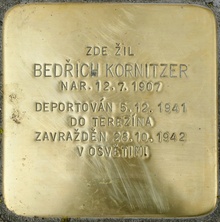 ZDE ŽIL
BEDŘICH KORNITZER
NAR. 12.7.1907
DEPORTOVÁN 5.12.1941
DO TEREZÍNA
ZAVRAŽDĚN 28.10.1942
V OSVĚTIMI